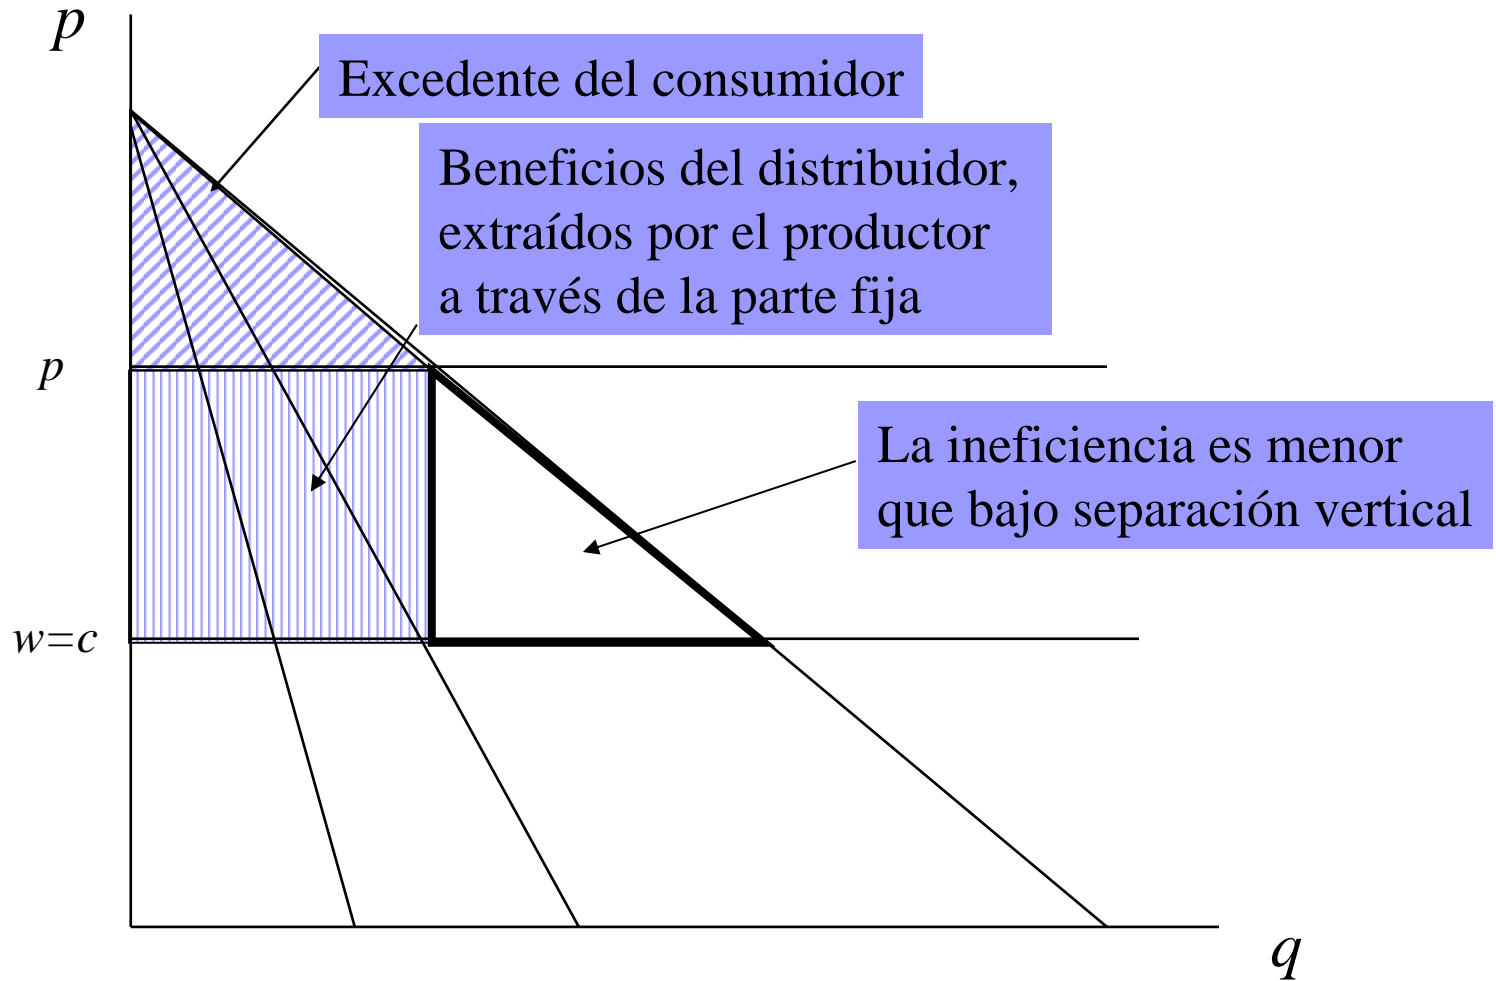 p
Excedente del consumidor
Beneficios del distribuidor,
extraídos por el productor
a través de la parte fija
p
La ineficiencia es menor
que bajo separación vertical
w=c
q